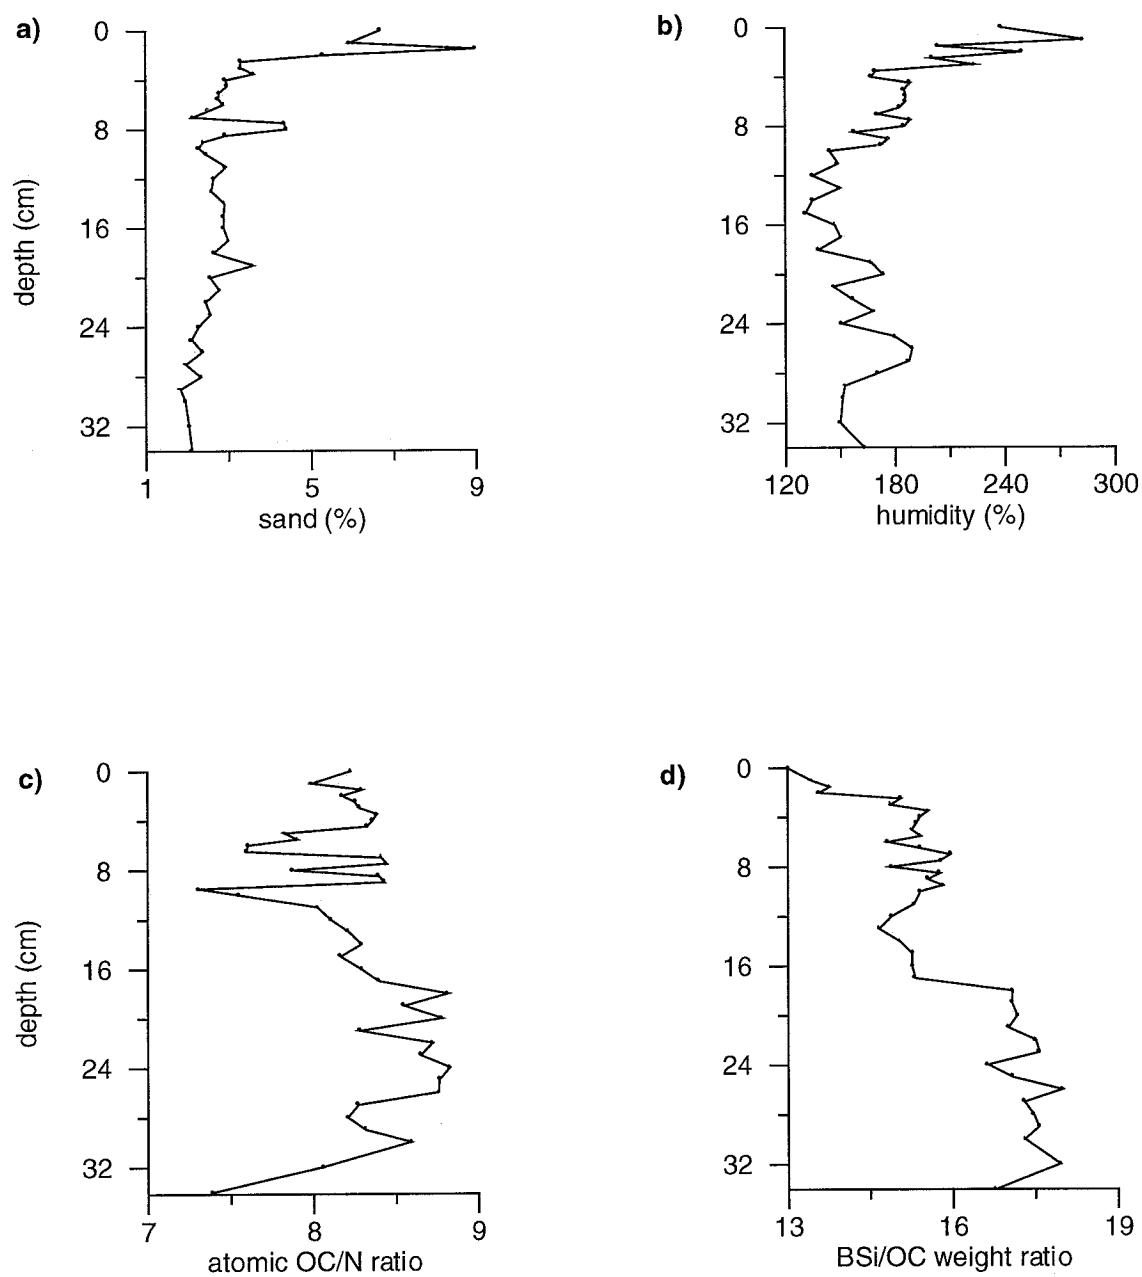 a)
0
8
16
24
32
depth (cm)
1 5 9
sand (%)
b)
0
8
16
24
32
120 180 240 300
humidity (%)
c)
0
8
16
24
32
depth (cm)
7 8 9
atomic OC/N ratio
d)
0
8
16
24
32
13 16 19
BSi/OC weight ratio